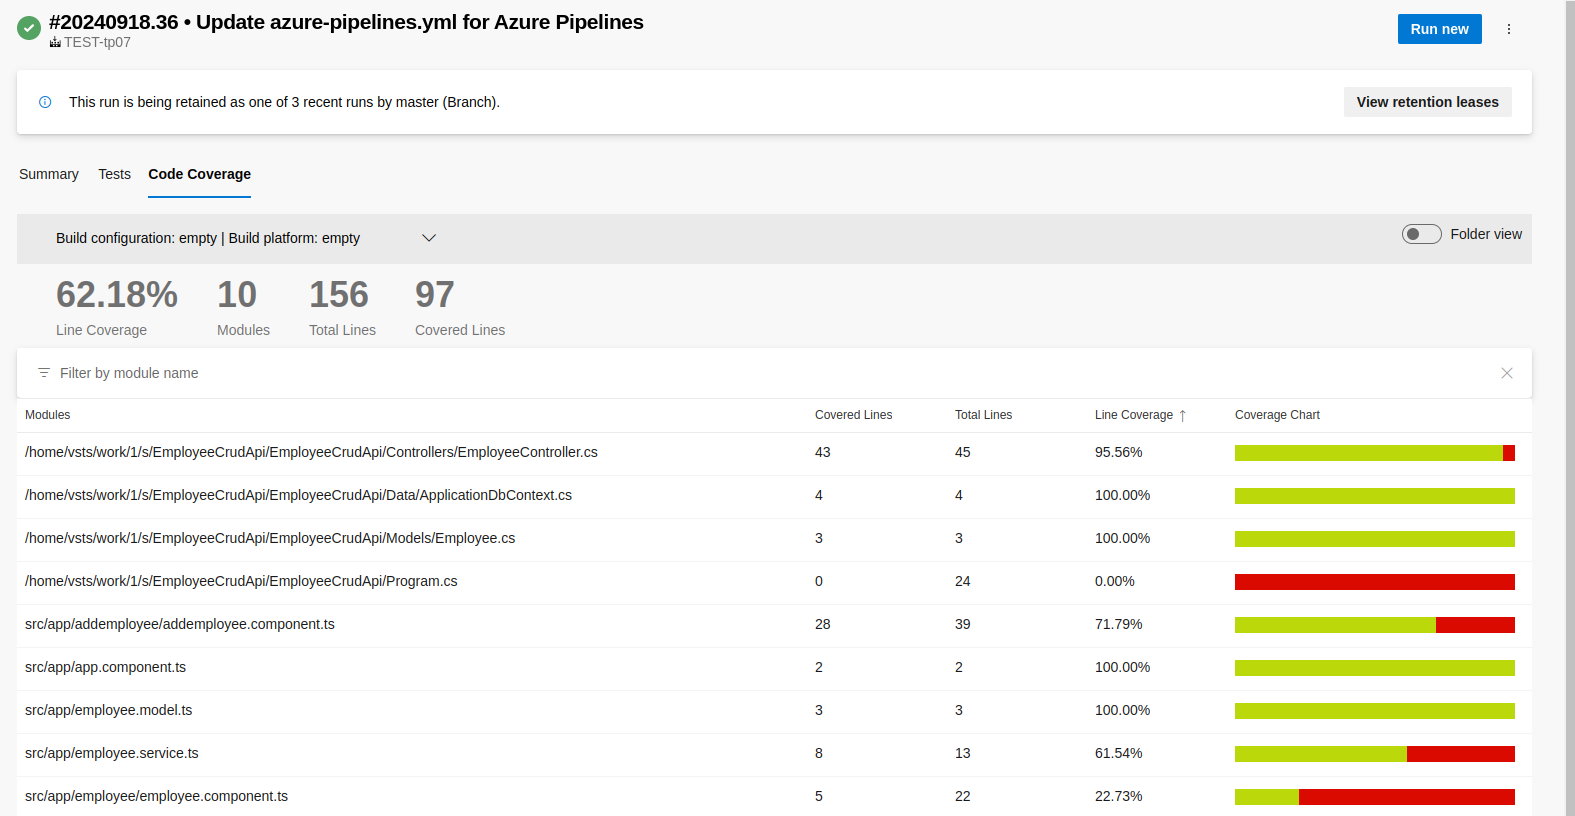 #20240918.36 • Update azure-pipelines.yml for Azure Pipelines
TEST-tp07
Run new
This run is being retained as one of 3 recent runs by master (Branch).
View retention leases
Summary Tests Code Coverage
Build configuration: empty | Build platform: empty
Folder view
62.18% 10 156 97
Line Coverage Modules Total Lines Covered Lines
Filter by module name
Modules Covered Lines Total Lines Line Coverage ↑ Coverage Chart
/home/vsts/work/1/s/EmployeeCrudApi/EmployeeCrudApi/Controllers/EmployeeController.cs 43 45 95.56%
/home/vsts/work/1/s/EmployeeCrudApi/EmployeeCrudApi/Data/ApplicationDbContext.cs 4 4 100.00%
/home/vsts/work/1/s/EmployeeCrudApi/EmployeeCrudApi/Models/Employee.cs 3 3 100.00%
/home/vsts/work/1/s/EmployeeCrudApi/EmployeeCrudApi/Program.cs 0 24 0.00%
src/app/addemployee/addemployee.component.ts 28 39 71.79%
src/app/app.component.ts 2 2 100.00%
src/app/employee.model.ts 3 3 100.00%
src/app/employee.service.ts 8 13 61.54%
src/app/employee/employee.component.ts 5 22 22.73%